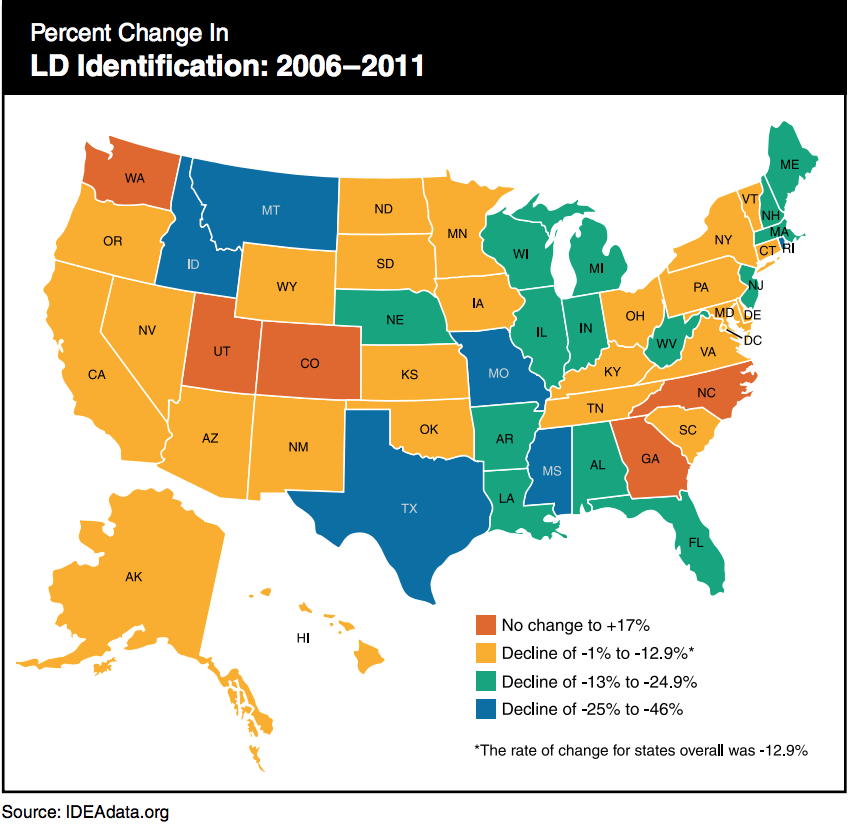 Percent Change In
LD Identification: 2006–2011
ME
WA
VT
MT
ND
NH
MN
MA
OR
NY
WI
CT
RI
ID
SD
MI
WY
PA
NJ
IA
NE
OH
MD
DE
NV
IL
IN
DC
WV
UT
VA
CO
MO
KY
CA
KS
NC
TN
OK
SC
AZ
AR
NM
GA
AL
MS
LA
TX
FL
AK
HI
No change to +17%
Decline of -1% to -12.9%*
Decline of -13% to -24.9%
Decline of -25% to -46%
*The rate of change for states overall was -12.9%
Source: IDEAdata.org